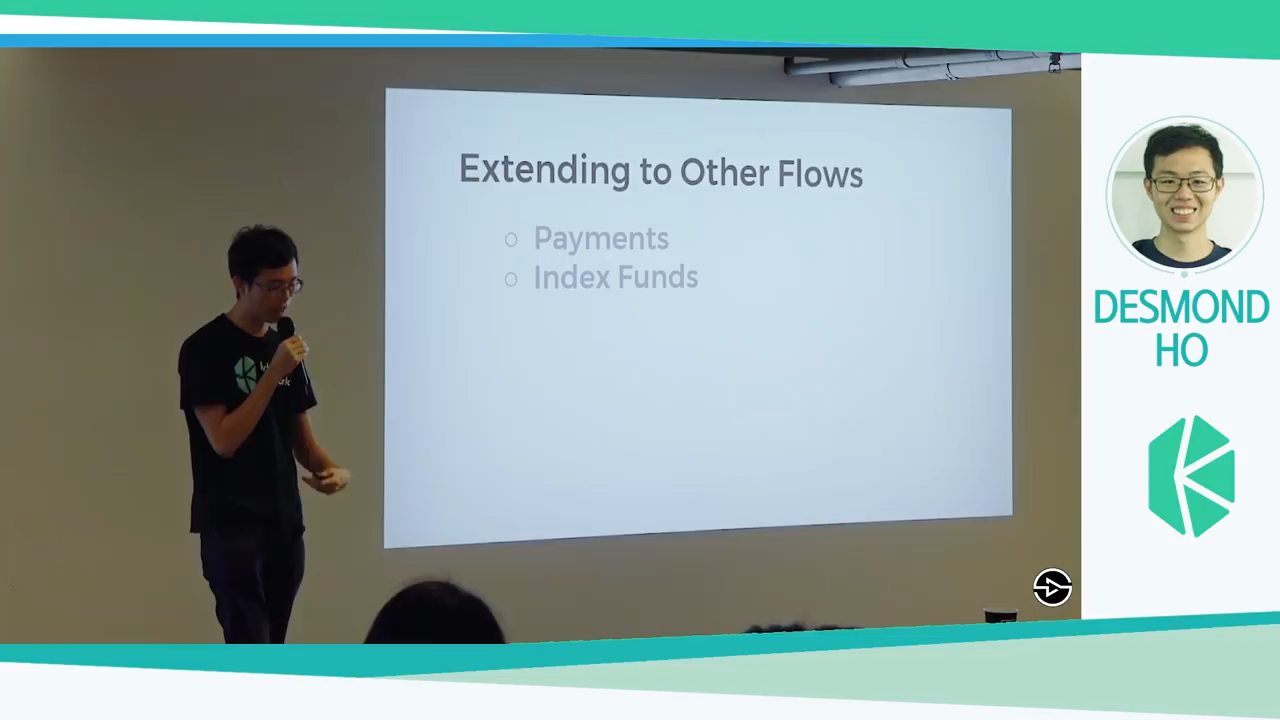 Extending to Other Flows
Payments
Index Funds
DESMOND
HO